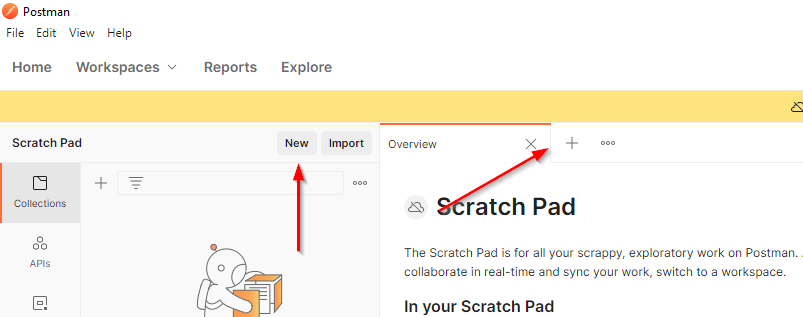 Postman
File Edit View Help
Home Workspaces Reports Explore
Scratch Pad New Import
Overview
Collections
Scratch Pad
APIs
The Scratch Pad is for all your scrappy, exploratory work on Postman.
collaborate in real-time and sync your work, switch to a workspace.
In your Scratch Pad